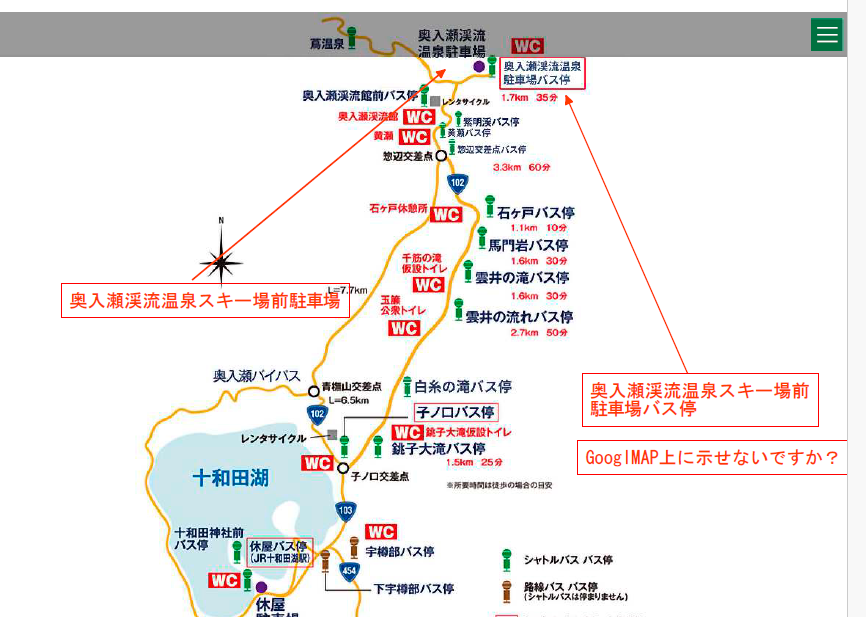 蔦温泉
奥入瀬渓流
温泉駐車場
WC
奥入瀬渓流温泉
駐車場バス停
1.7km 35分
奥入瀬渓流館前バス停
レンタサイクル
奥入瀬渓流館
WC
紫明渓バス停
黄瀬
WC
黄瀬バス停
惣辺交差点
惣辺交差点バス停
3.3km 60分
102
石ヶ戸休憩所
WC
石ヶ戸バス停
1.1km 10分
N
馬門岩バス停
1.6km 30分
千筋の滝
仮設トイレ
WC
雲井の滝バス停
1.6km 30分
L=7.7km
奥入瀬渓流温泉スキー場前駐車場
玉簾
公衆トイレ
WC
雲井の流れバス停
2.7km 50分
奥入瀬バイパス
青橅山交差点
L=6.5km
白糸の滝バス停
奥入瀬渓流温泉スキー場前
駐車場バス停
102
子ノ口バス停
レンタサイクル
WC
銚子大滝仮設トイレ
銚子大滝バス停
1.5km 25分
GooglMAP上に示せないですか？
WC
子ノ口交差点
十和田湖
※所要時間は徒歩の場合の目安
103
十和田神社前
バス停
休屋バス停
(JR十和田湖駅)
WC
宇樽部バス停
454
WC
下宇樽部バス停
休屋
駐車場
シャトルバス バス停
路線バス バス停
(シャトルバスは停まりません)